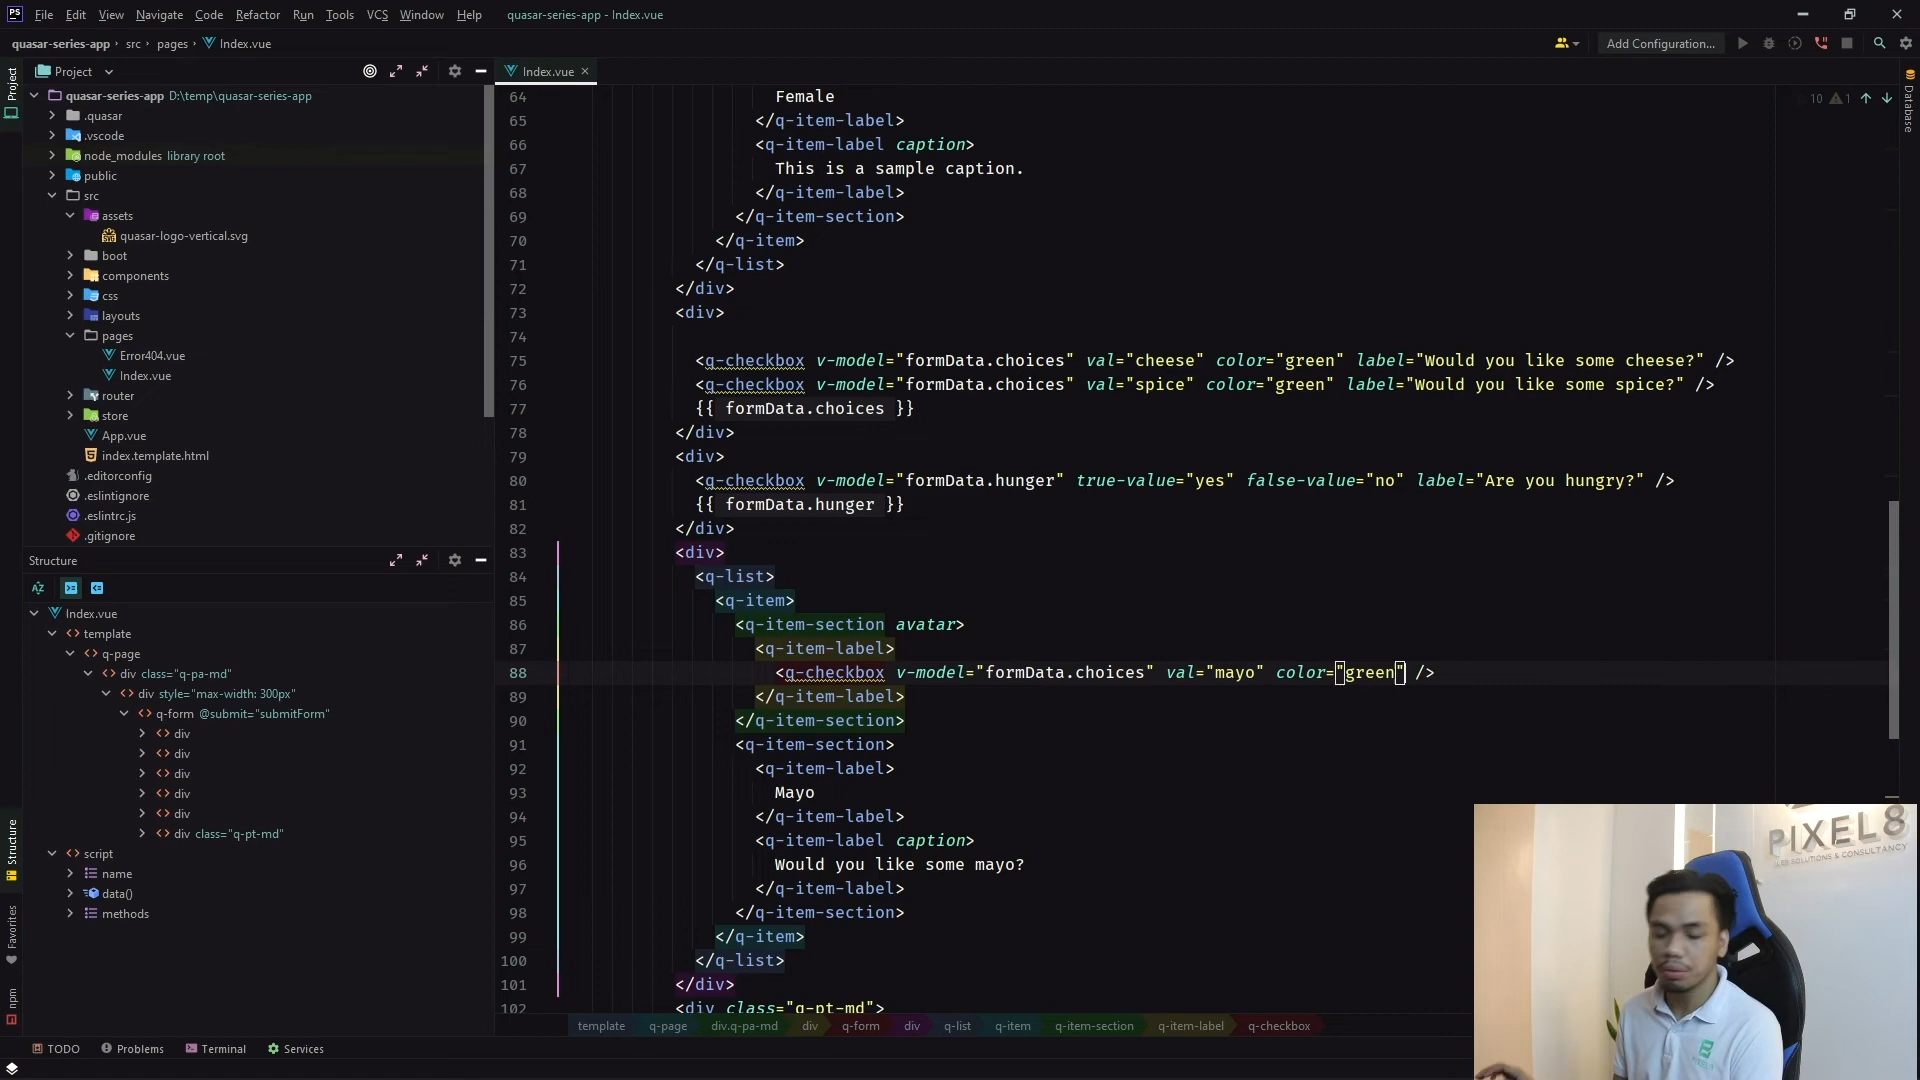 PS File Edit View Navigate Code Refactor Run Tools VCS Window Help quasar-series-app - Index.vue
quasar-series-app › src › pages › Index.vue
Add Configuration...
Project
Project
Index.vue
quasar-series-app D:\temp\quasar-series-app
.quasar
.vscode
node_modules library root
public
src
assets
quasar-logo-vertical.svg
boot
components
css
layouts
pages
Error404.vue
Index.vue
router
store
App.vue
index.template.html
.editorconfig
.eslintignore
.eslintrc.js
.gitignore
Structure
Index.vue
template
q-page
div class="q-pa-md"
div style="max-width: 300px"
q-form @submit="submitForm"
div
div
div
div
div
div class="q-pt-md"
script
name
data()
methods
Structure
Favorites
npm
64 Female
65 </q-item-label>
66 <q-item-label caption>
67 This is a sample caption.
68 </q-item-label>
69 </q-item-section>
70 </q-item>
71 </q-list>
72 </div>
73 <div>
74
75 <q-checkbox v-model="formData.choices" val="cheese" color="green" label="Would you like some cheese?" />
76 <q-checkbox v-model="formData.choices" val="spice" color="green" label="Would you like some spice?" />
77 {{ formData.choices }}
78 </div>
79 <div>
80 <q-checkbox v-model="formData.hunger" true-value="yes" false-value="no" label="Are you hungry?" />
81 {{ formData.hunger }}
82 </div>
83 <div>
84 <q-list>
85 <q-item>
86 <q-item-section avatar>
87 <q-item-label>
88 <q-checkbox v-model="formData.choices" val="mayo" color="green" />
89 </q-item-label>
90 </q-item-section>
91 <q-item-section>
92 <q-item-label>
93 Mayo
94 </q-item-label>
95 <q-item-label caption>
96 Would you like some mayo?
97 </q-item-label>
98 </q-item-section>
99 </q-item>
100 </q-list>
101 </div>
102 <div class="q-pt-md">
10 1
Database
template q-page div.q-pa-md div q-form div q-list q-item q-item-section q-item-label q-checkbox
TODO Problems Terminal Services
PIXEL8
WEB SOLUTIONS & CONSULTANCY